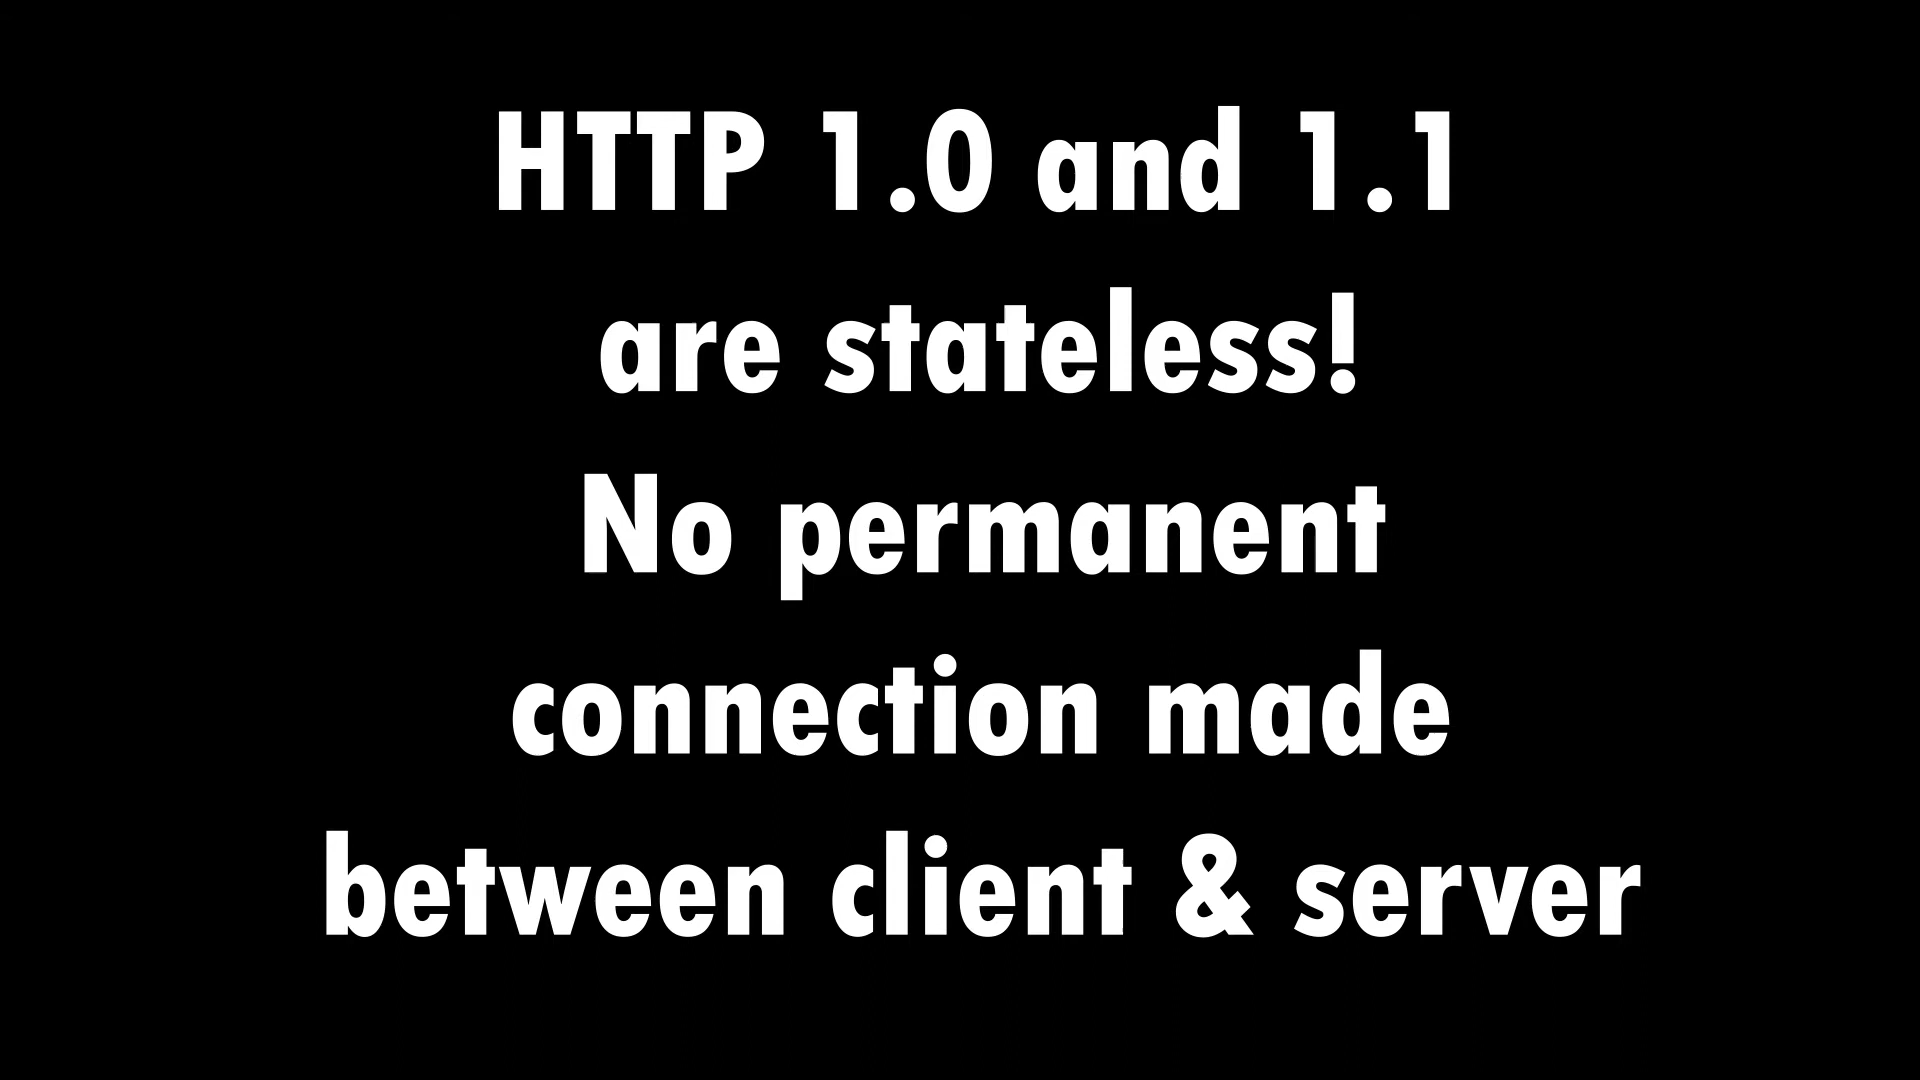 HTTP 1.0 and 1.1
are stateless!
No permanent
connection made
between client & server